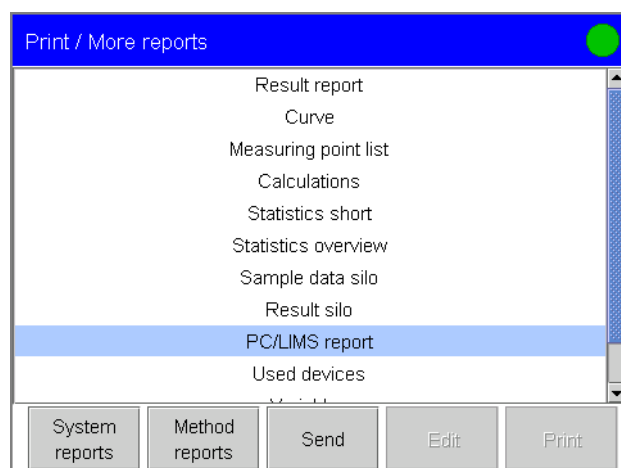 Print / More reports
Result report
Curve
Measuring point list
Calculations
Statistics short
Statistics overview
Sample data silo
Result silo
PC/LIMS report
Used devices
System reports
Method reports
Send
Edit
Print